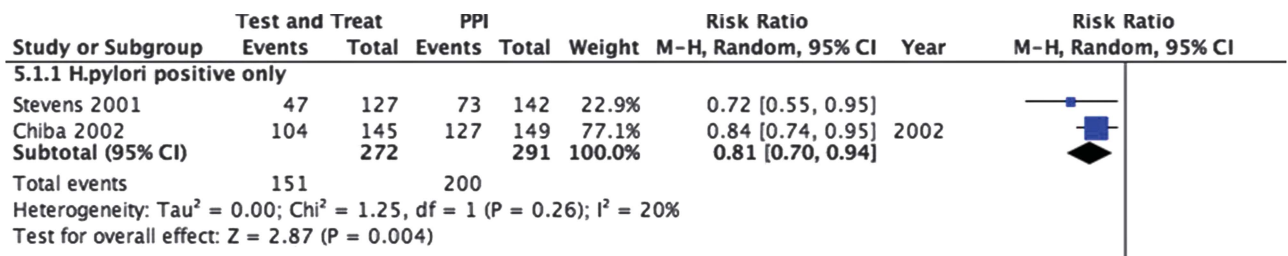 Test and Treat PPI Risk Ratio Risk Ratio
Study or Subgroup Events Total Events Total Weight M-H, Random, 95% CI Year M-H, Random, 95% CI
5.1.1 H.pylori positive only
Stevens 2001 47 127 73 142 22.9% 0.72 [0.55, 0.95]
Chiba 2002 104 145 127 149 77.1% 0.84 [0.74, 0.95] 2002
Subtotal (95% CI) 272 291 100.0% 0.81 [0.70, 0.94]
Total events 151 200
Heterogeneity: Tau² = 0.00; Chi² = 1.25, df = 1 (P = 0.26); I² = 20%
Test for overall effect: Z = 2.87 (P = 0.004)